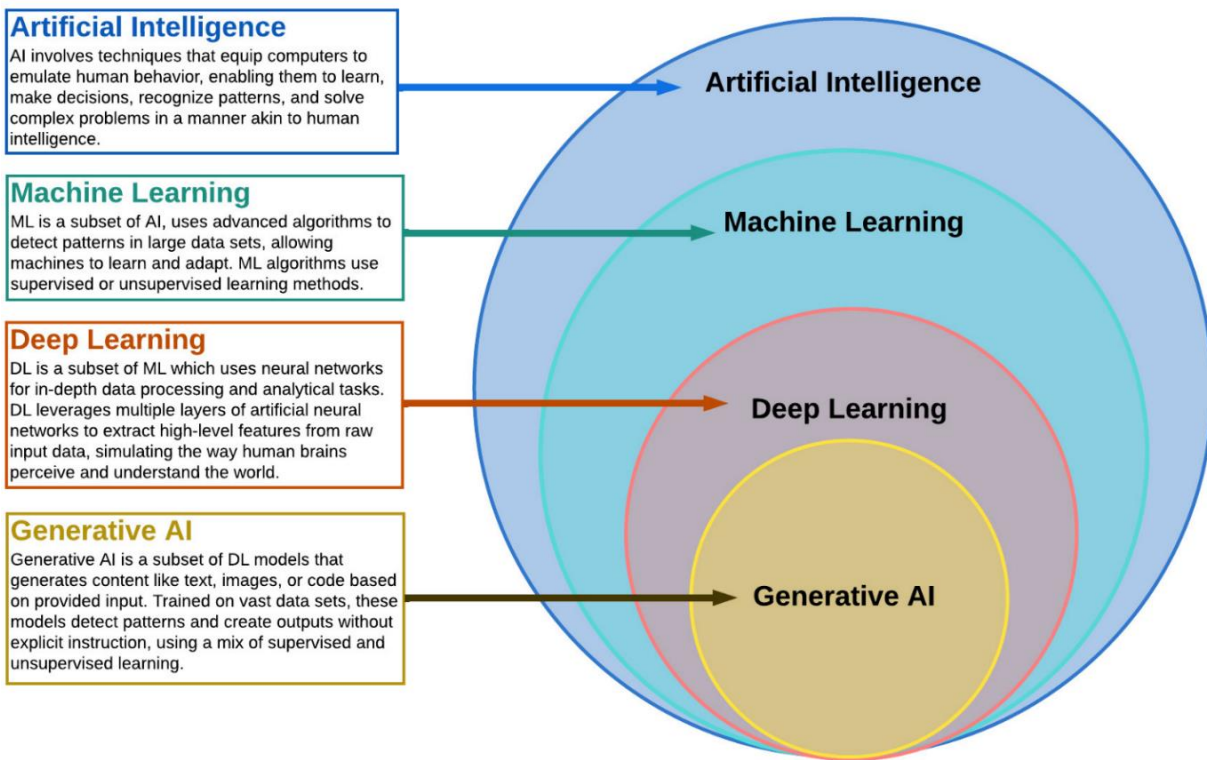 Artificial Intelligence
AI involves techniques that equip computers to
emulate human behavior, enabling them to learn,
make decisions, recognize patterns, and solve
complex problems in a manner akin to human
intelligence.
Machine Learning
ML is a subset of AI, uses advanced algorithms to
detect patterns in large data sets, allowing
machines to learn and adapt. ML algorithms use
supervised or unsupervised learning methods.
Deep Learning
DL is a subset of ML which uses neural networks
for in-depth data processing and analytical tasks.
DL leverages multiple layers of artificial neural
networks to extract high-level features from raw
input data, simulating the way human brains
perceive and understand the world.
Generative AI
Generative AI is a subset of DL models that
generates content like text, images, or code based
on provided input. Trained on vast data sets, these
models detect patterns and create outputs without
explicit instruction, using a mix of supervised and
unsupervised learning.
Artificial Intelligence
Machine Learning
Deep Learning
Generative AI